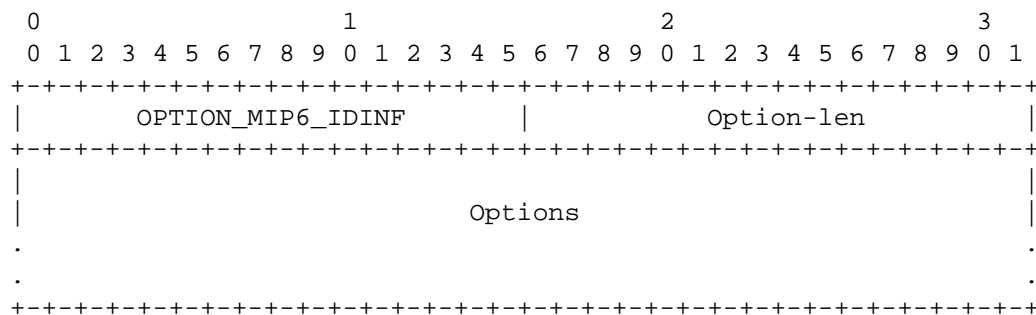 0                   1                   2                   3
 0 1 2 3 4 5 6 7 8 9 0 1 2 3 4 5 6 7 8 9 0 1 2 3 4 5 6 7 8 9 0 1
+-+-+-+-+-+-+-+-+-+-+-+-+-+-+-+-+-+-+-+-+-+-+-+-+-+-+-+-+-+-+-+-+
|       OPTION_MIP6_IDINF       |           Option-len          |
+-+-+-+-+-+-+-+-+-+-+-+-+-+-+-+-+-+-+-+-+-+-+-+-+-+-+-+-+-+-+-+-+
|                                                               |
|                            Options                            |
.                                                               .
.                                                               .
+-+-+-+-+-+-+-+-+-+-+-+-+-+-+-+-+-+-+-+-+-+-+-+-+-+-+-+-+-+-+-+-+